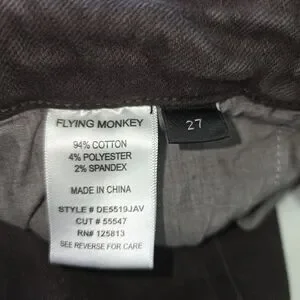 FLYING MONKEY
27
94% COTTON
4% POLYESTER
2% SPANDEX
MADE IN CHINA
STYLE # DE5519JAV
CUT # 55547
RN# 125813
SEE REVERSE FOR CARE